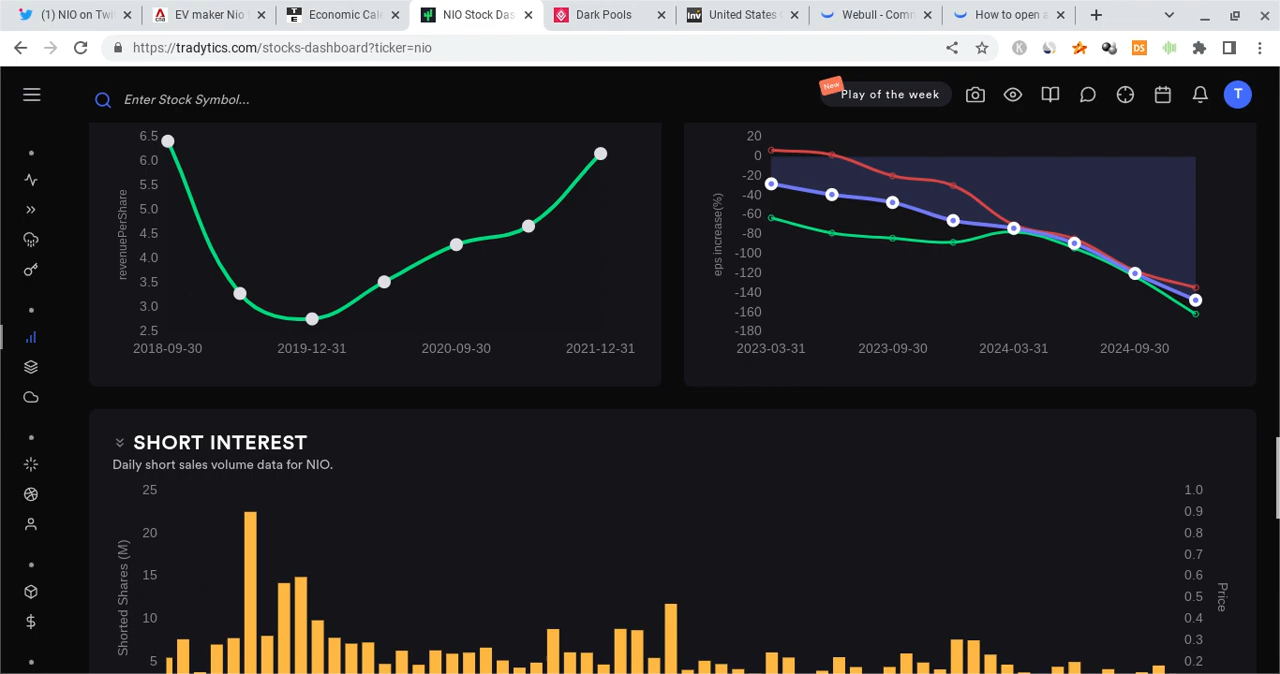 (1) NIO on Twi
EV maker Nio
Economic Cale
NIO Stock Das
Dark Pools
United States
Webull - Comm
How to open a
https://tradytics.com/stocks-dashboard?ticker=nio
Enter Stock Symbol...
New
Play of the week
T
revenuePerShare
6.5
6.0
5.5
5.0
4.5
4.0
3.5
3.0
2.5
2018-09-30
2019-12-31
2020-09-30
2021-12-31
eps increase(%)
20
0
-20
-40
-60
-80
-100
-120
-140
-160
-180
2023-03-31
2023-09-30
2024-03-31
2024-09-30
SHORT INTEREST
Daily short sales volume data for NIO.
Shorted Shares (M)
25
20
15
10
5
1.0
0.9
0.8
0.7
0.6
0.5
0.4
0.3
0.2
Price